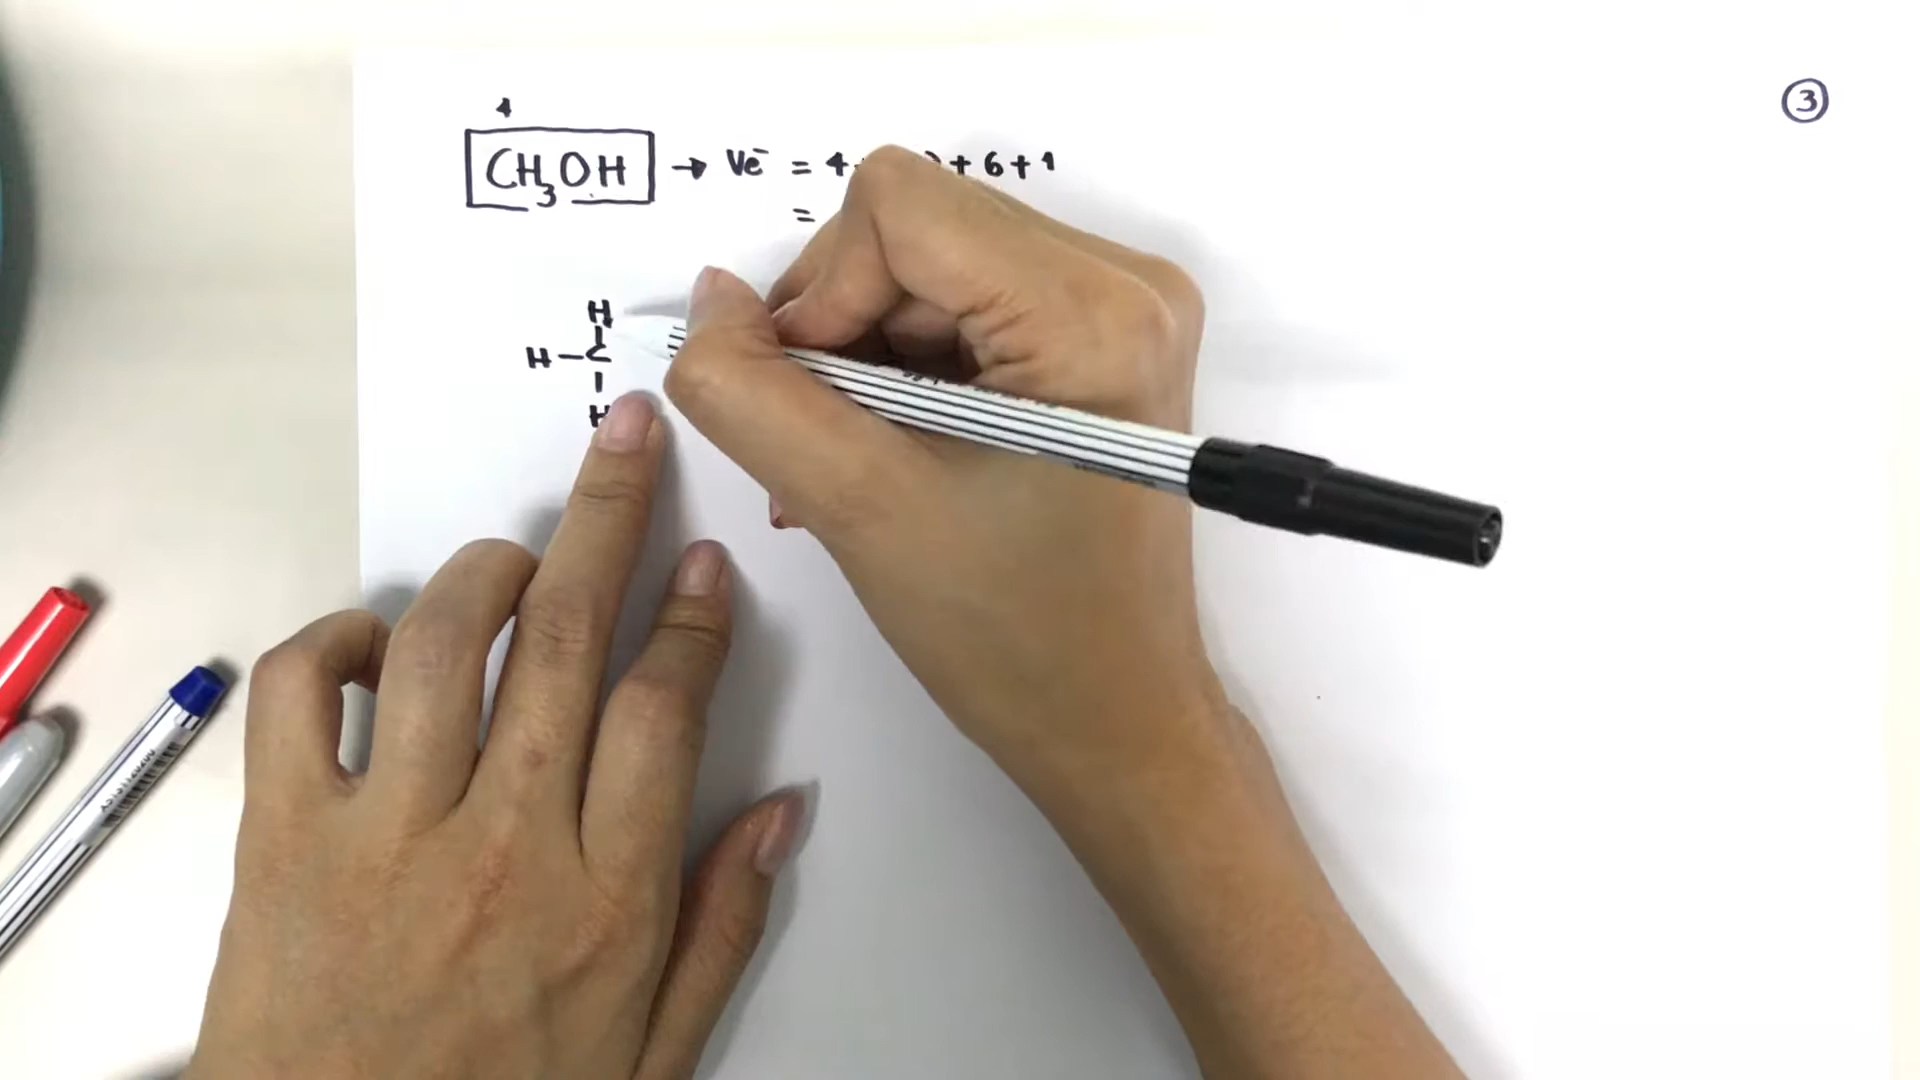 ③
4
CH₃OH → Ve⁻ = 4+ + 6 + 1
=
H
H – C
H